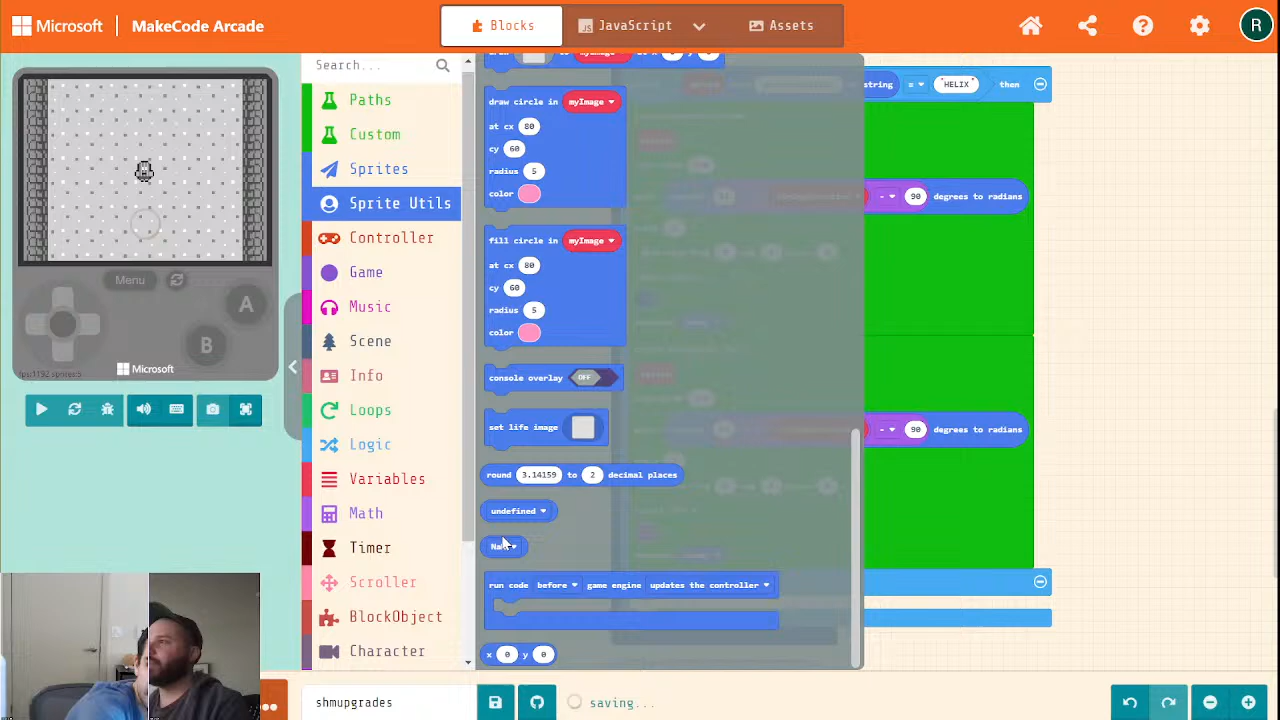 Microsoft MakeCode Arcade Blocks JavaScript Assets R
Search...
Paths
Custom
Sprites
Sprite Utils
Controller
Game
Music
Scene
Info
Loops
Logic
Variables
Math
Timer
Scroller
BlockObject
Character
Menu
A
B
Microsoft
draw circle in myImage
at cx 80
cy 60
radius 5
color
fill circle in myImage
at cx 80
cy 60
radius 5
color
console overlay OFF
set life image
round 3.14159 to 2 decimal places
undefined
run code before game engine updates the controller
x 0 y 0
string = "HELIX" then
- 90 degrees to radians
- 90 degrees to radians
shmupgrades
saving...